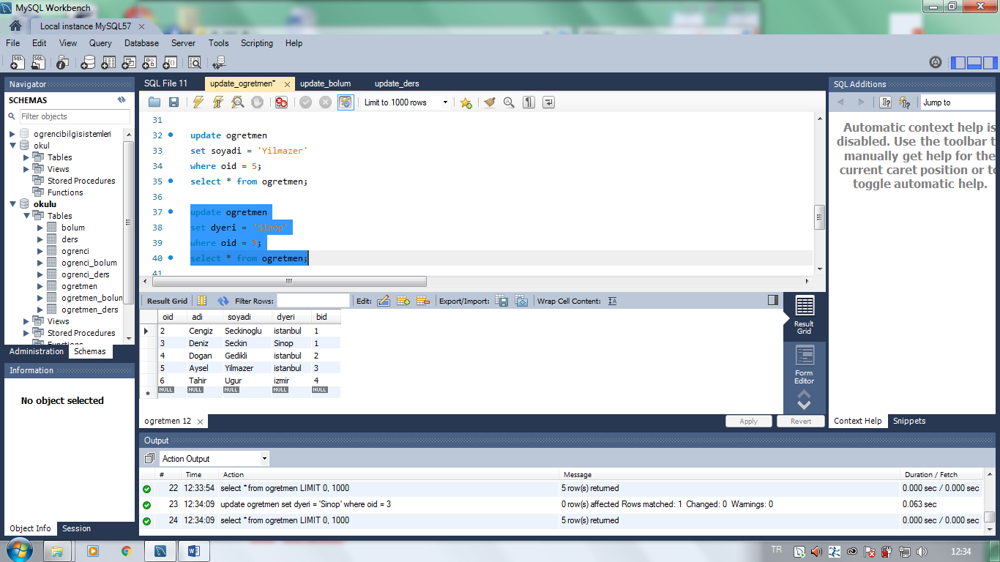 MySQL Workbench
Local instance MySQL57
File Edit View Query Database Server Tools Scripting Help
Navigator
SCHEMAS
Filter objects
ogrencibilgisistemleri
okul
Tables
Views
Stored Procedures
Functions
okulu
Tables
bolum
ders
ogrenci
ogrenci_bolum
ogrenci_ders
ogretmen
ogretmen_bolun
ogretmen_ders
Views
Stored Procedures
Functions
Administration Schemas
Information
No object selected
Object Info Session
SQL File 11 update_ogretmen* update_bolum update_ders
Limit to 1000 rows
31
32 update ogretmen
33 set soyadi = 'Yilmazer'
34 where oid = 5;
35 select * from ogretmen;
36
37 update ogretmen
38 set dyeri = 'Sinop'
39 where oid = 3;
40 select * from ogretmen;
41
Result Grid Filter Rows: Edit: Export/Import: Wrap Cell Content:
oid adi soyadi dyeri bid
2 Cengiz Seckinoglu istanbul 1
3 Deniz Seckin Sinop 1
4 Dogan Gedikli istanbul 2
5 Aysel Yilmazer istanbul 3
6 Tahir Ugur izmir 4
NULL NULL NULL NULL NULL
Result
Grid
Form
Editor
ogretmen 12
Apply Revert
Output
Action Output
# Time Action Message Duration / Fetch
22 12:33:54 select * from ogretmen LIMIT 0, 1000 5 row(s) returned 0.000 sec / 0.000 sec
23 12:34:09 update ogretmen set dyeri = 'Sinop' where oid = 3 0 row(s) affected Rows matched: 1 Changed: 0 Warnings: 0 0.063 sec
24 12:34:09 select * from ogretmen LIMIT 0, 1000 5 row(s) returned 0.000 sec / 0.000 sec
SQL Additions
Jump to
Automatic context help is
disabled. Use the toolbar t
manually get help for the
current caret position or to
toggle automatic help.
Context Help Snippets
TR 12:34